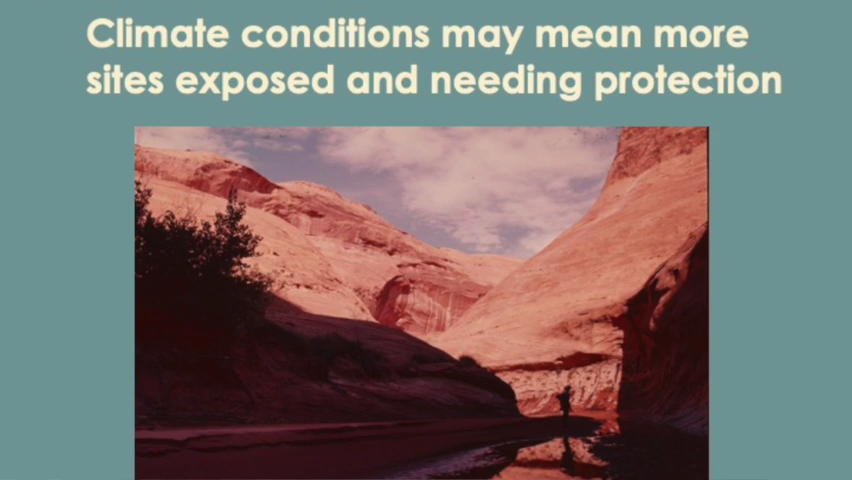 Climate conditions may mean more
sites exposed and needing protection